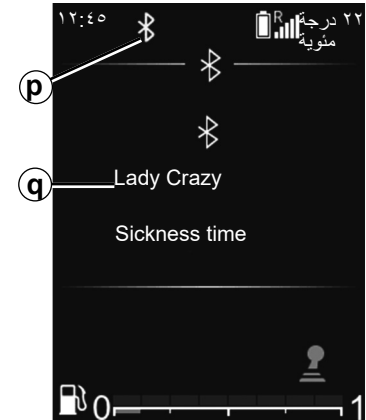 ١٢:٤٥
R
٢٢ درجة
مئوية
p
q
Lady Crazy
Sickness time
0
1